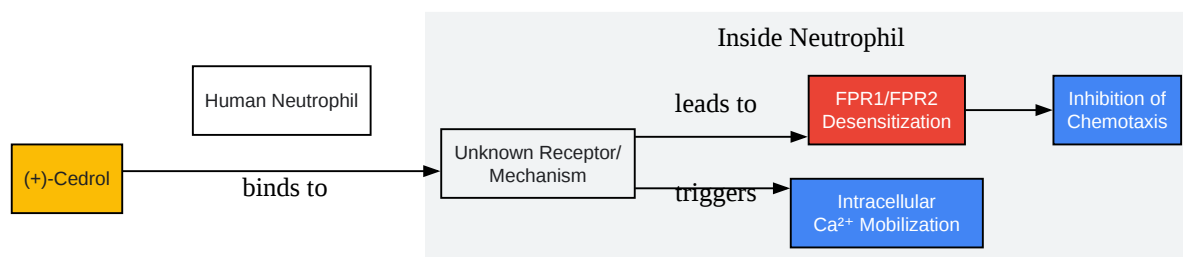 Inside Neutrophil
Human Neutrophil
(+)-Cedrol
binds to
Unknown Receptor/
Mechanism
leads to
FPR1/FPR2
Desensitization
Inhibition of
Chemotaxis
triggers
Intracellular
Ca²⁺ Mobilization